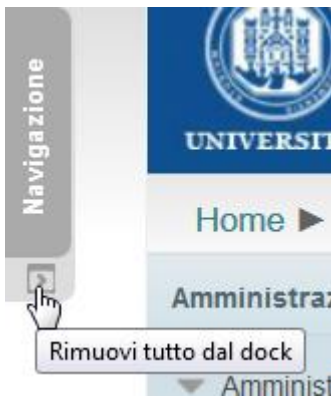 Navigazione
UNIVERSIT
Home ►
Amministraz
Rimuovi tutto dal dock
Amminist